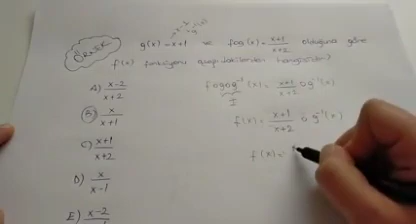 ÖRNEK
g(x) = x+1 ve fog(x) = x+1/x+2 olduğuna göre
f(x) fonksiyonu aşağıdakilerden hangisidir?
A) x-2/x+2
B) x/x+1
C) x+1/x+2
D) x/x-1
E) x-2
fogog⁻¹(x) = x+1/x+2 o g⁻¹(x)
I
f(x) = x+1/x+2 o g⁻¹(x)
f(x) =